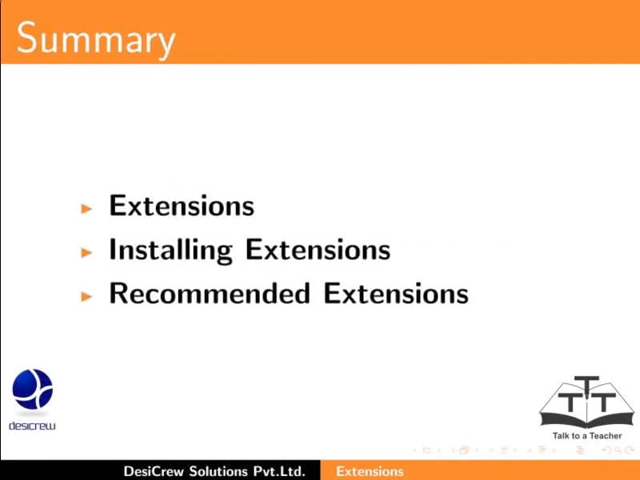 Summary
Extensions
Installing Extensions
Recommended Extensions
desicrew
T
T T
Talk to a Teacher
DesiCrew Solutions Pvt.Ltd. Extensions